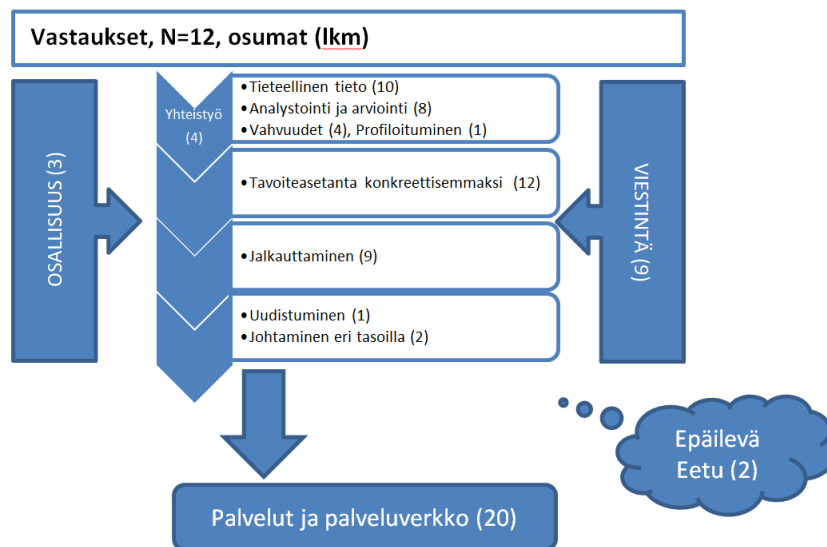 Vastaukset, N=12, osumat (lkm)
OSALLISUUS (3)
Yhteistyö
(4)
•Tieteellinen tieto (10)
•Analystointi ja arviointi (8)
•Vahvuudet (4), Profiloituminen (1)
•Tavoiteasetanta konkreettisemmaksi (12)
•Jalkauttaminen (9)
•Uudistuminen (1)
•Johtaminen eri tasoilla (2)
VIESTINTÄ (9)
Epäilevä
Eetu (2)
Palvelut ja palveluverkko (20)